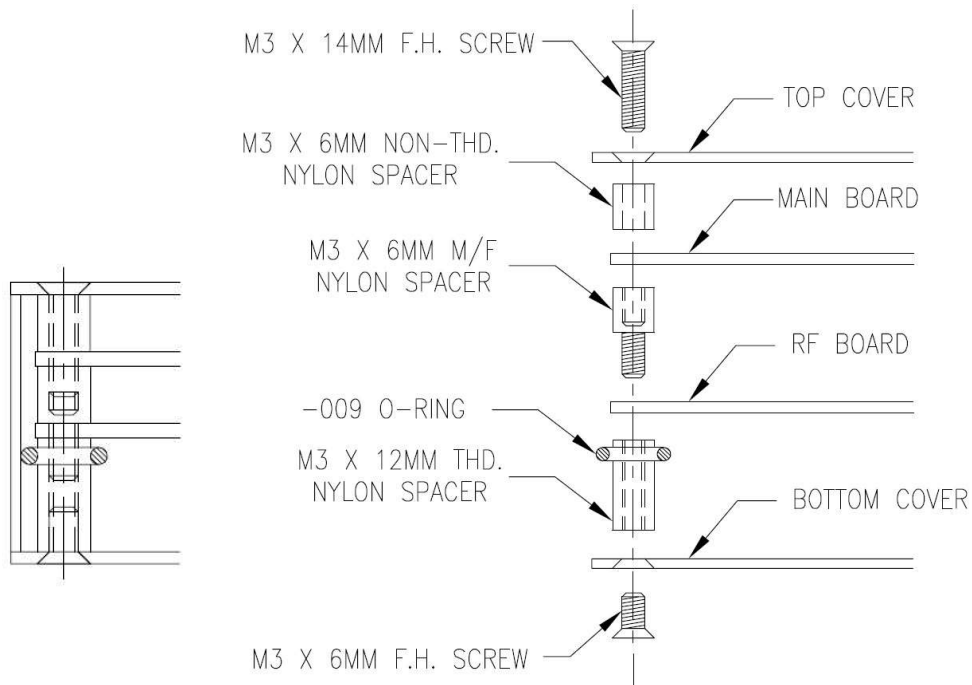 M3 X 14MM F.H. SCREW
TOP COVER
M3 X 6MM NON-THD.
NYLON SPACER
MAIN BOARD
M3 X 6MM M/F
NYLON SPACER
RF BOARD
-009 O-RING
M3 X 12MM THD.
NYLON SPACER
BOTTOM COVER
M3 X 6MM F.H. SCREW